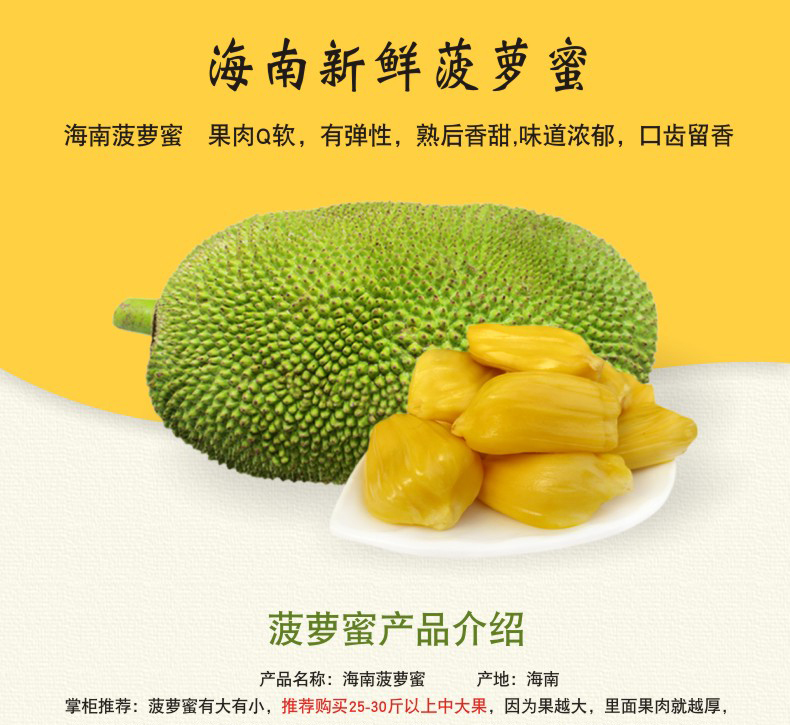 海南新鲜菠萝蜜
海南菠萝蜜 果肉Q软，有弹性，熟后香甜,味道浓郁，口齿留香
菠萝蜜产品介绍
产品名称：海南菠萝蜜 产地：海南
掌柜推荐：菠萝蜜有大有小，推荐购买25-30斤以上中大果，因为果越大，里面果肉就越厚，